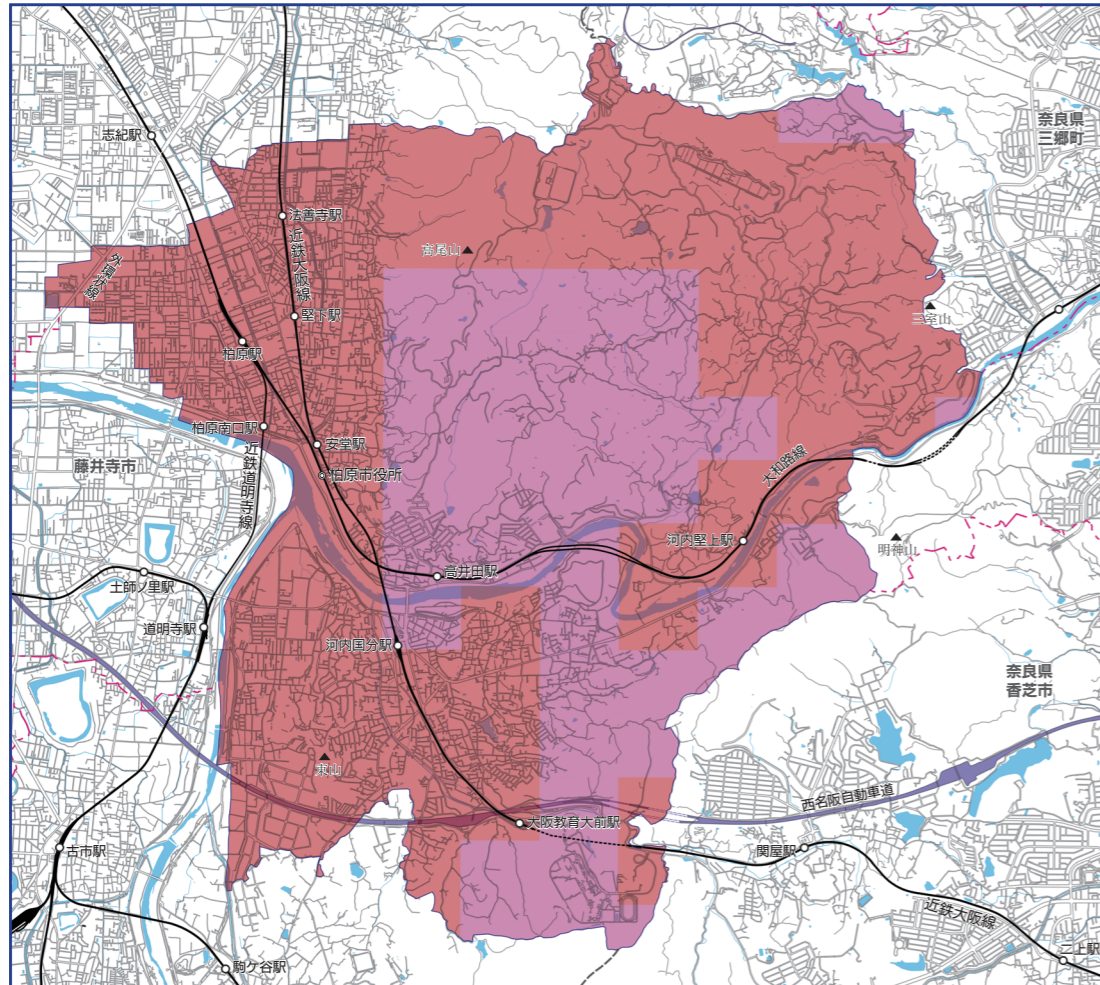 奈良県
三郷町
志紀駅
法善寺駅
近鉄大阪線
高尾山
外環状線
堅下駅
三室山
柏原駅
柏原南口駅
安堂駅
藤井寺市
近鉄道明寺線
柏原市役所
大和路線
河内堅上駅
明神山
高井田駅
土師ノ里駅
道明寺駅
河内国分駅
奈良県
香芝市
東山
西名阪自動車道
大阪教育大前駅
古市駅
関屋駅
近鉄大阪線
二上駅
駒ケ谷駅